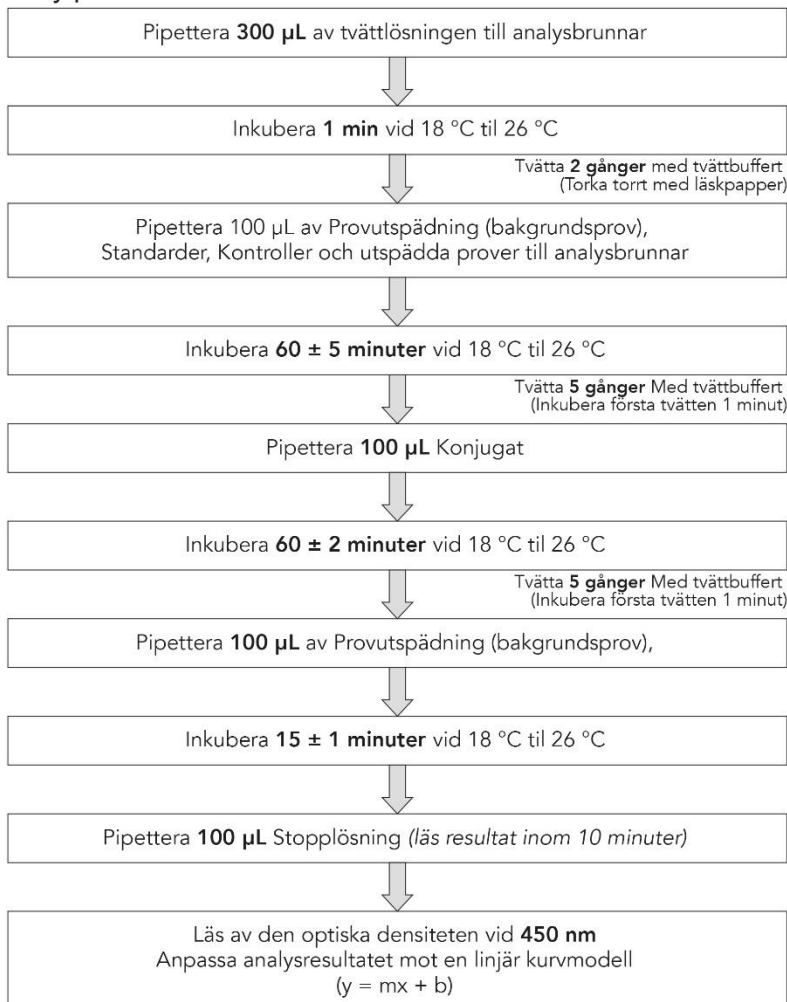 Pipettera 300 µL av tvättlösningen till analysbrunnar
Inkubera 1 min vid 18 °C til 26 °C
Tvätta 2 gånger med tvättbuffert
(Torka torrt med läskpapper)
Pipettera 100 µL av Provutspädning (bakgrundsprov),
Standarder, Kontroller och utspädda prover till analysbrunnar
Inkubera 60 ± 5 minuter vid 18 °C til 26 °C
Tvätta 5 gånger Med tvättbuffert
(Inkubera första tvätten 1 minut)
Pipettera 100 µL Konjugat
Inkubera 60 ± 2 minuter vid 18 °C til 26 °C
Tvätta 5 gånger Med tvättbuffert
(Inkubera första tvätten 1 minut)
Pipettera 100 µL av Provutspädning (bakgrundsprov),
Inkubera 15 ± 1 minuter vid 18 °C til 26 °C
Pipettera 100 µL Stopplösning (läs resultat inom 10 minuter)
Läs av den optiska densiteten vid 450 nm
Anpassa analysresultatet mot en linjär kurvmodell
(y = mx + b)